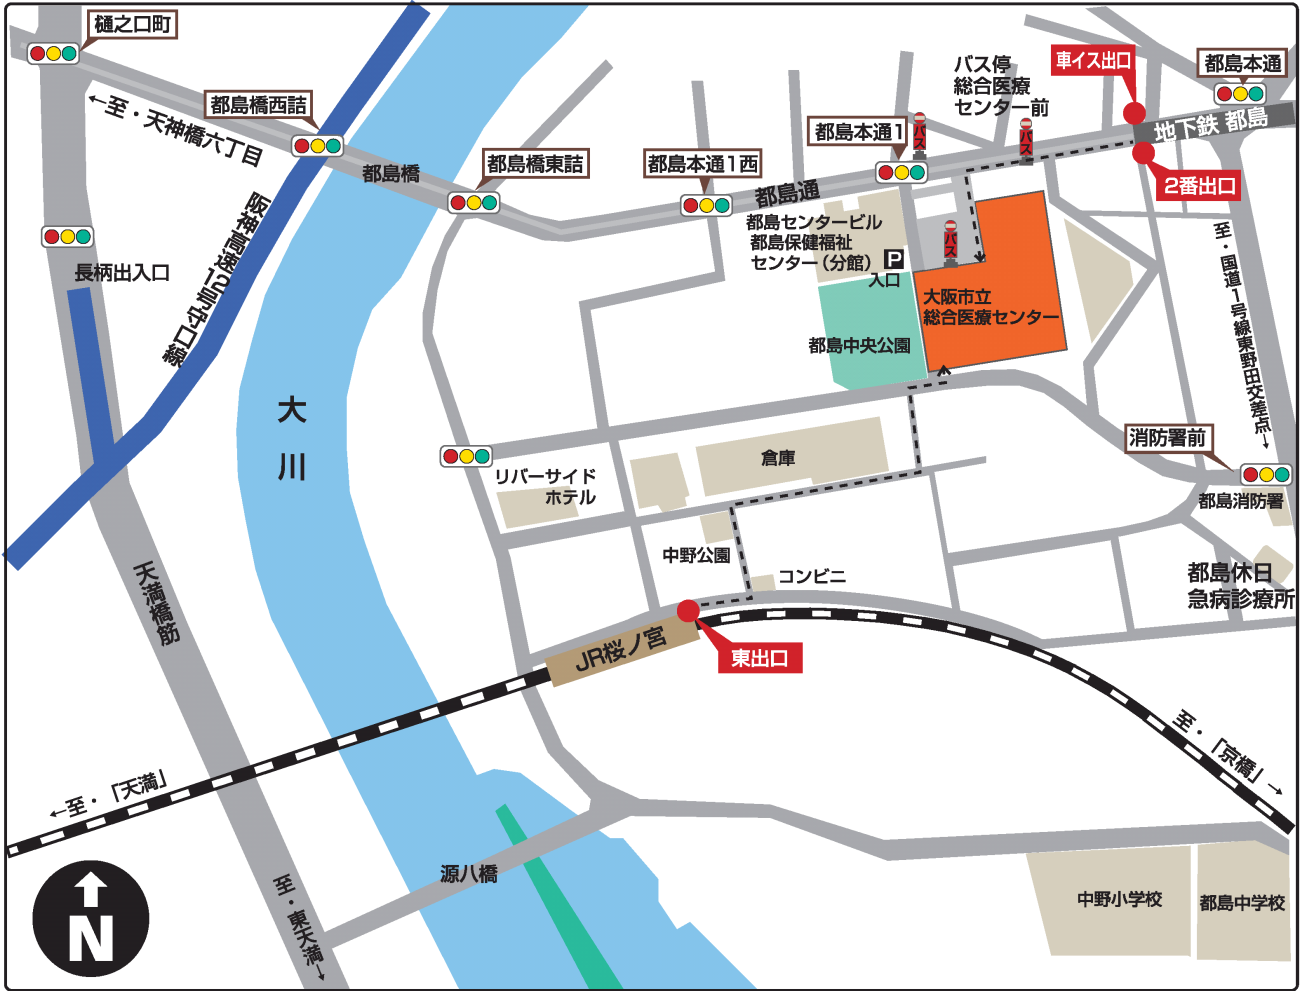 樋之口町
←至・天神橋六丁目
都島橋西詰
都島橋
都島橋東詰
都島本通1西
都島通
都島本通1
バス停
総合医療
センター前
車イス出口
都島本通
地下鉄 都島
2番出口
バス
バス
バス
都島センタービル
都島保健福祉
センター(分館)
P
入口
大阪市立
総合医療センター
都島中央公園
長柄出入口
阪神高速12号守口線
至・国道1号線東野田交差点→
大
川
消防署前
都島消防署
倉庫
リバーサイド
ホテル
中野公園
コンビニ
都島休日
急病診療所
天満橋筋
JR桜ノ宮
東出口
←至・「天満」
至・「京橋」→
源八橋
至・東天満→
中野小学校
都島中学校
N